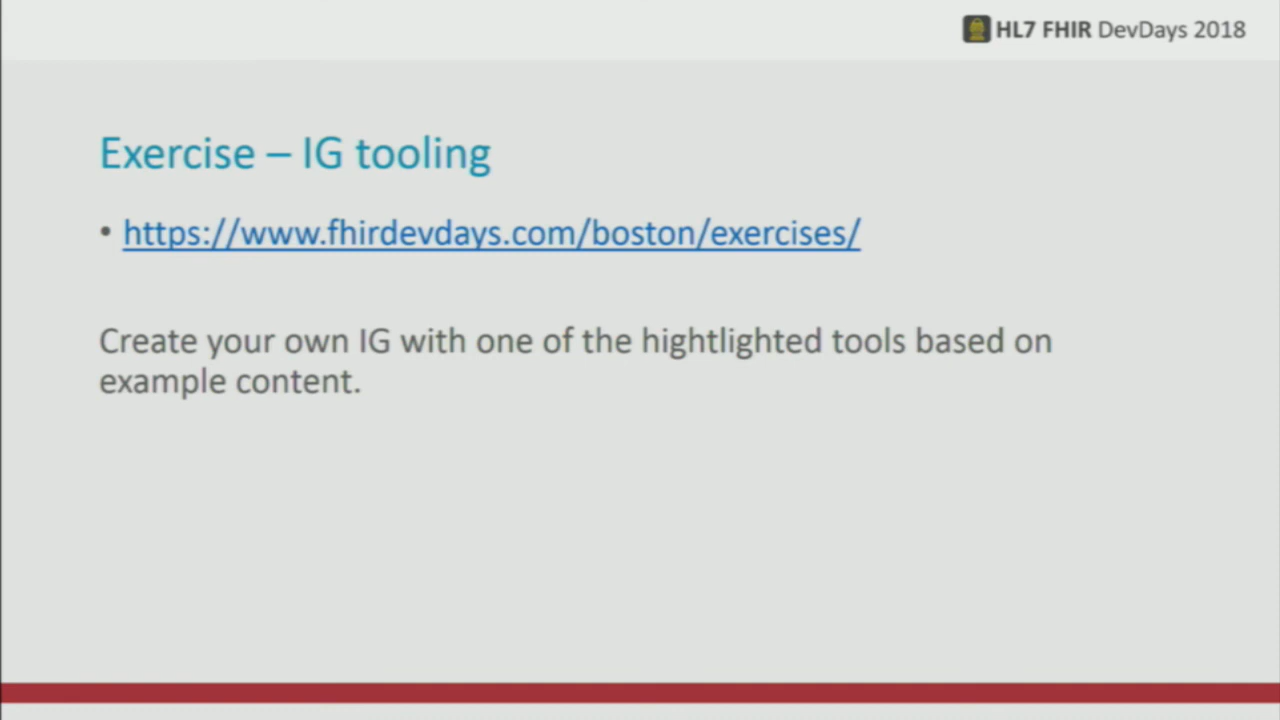 HL7 FHIR DevDays 2018
Exercise – IG tooling
• https://www.fhirdevdays.com/boston/exercises/
Create your own IG with one of the hightlighted tools based on
example content.